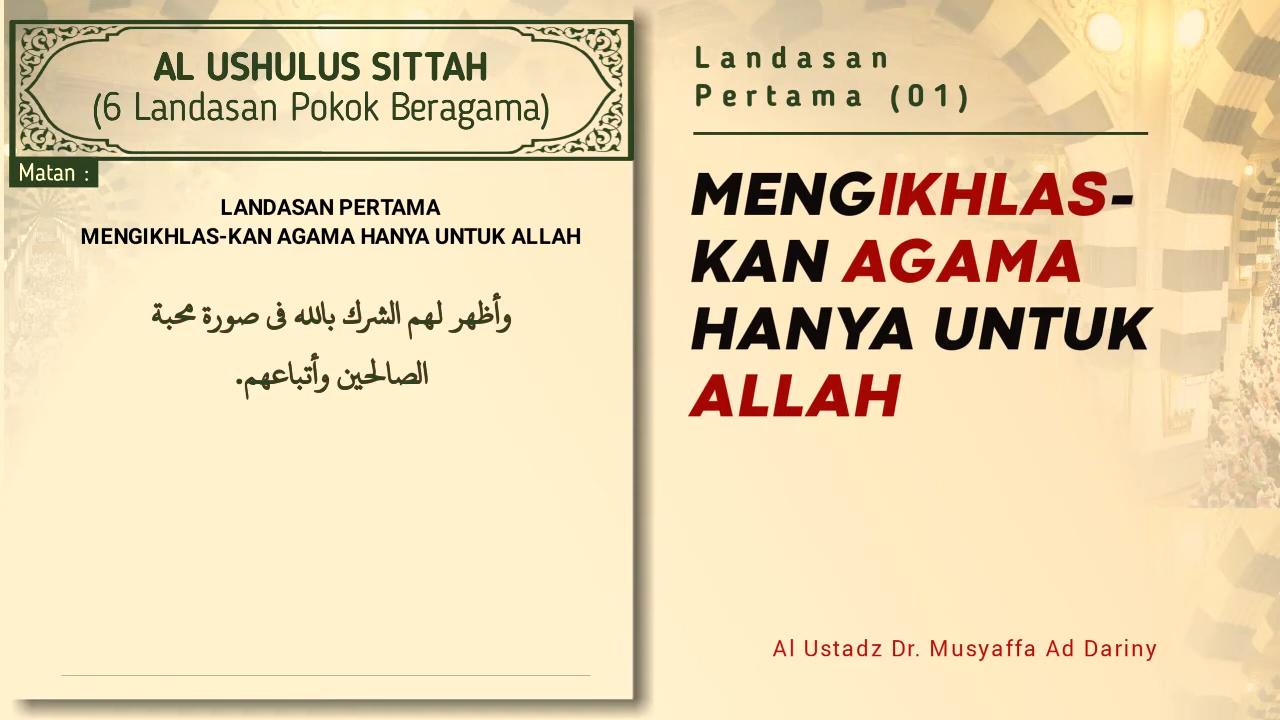 AL USHULUS SITTAH
(6 Landasan Pokok Beragama)
Matan :
LANDASAN PERTAMA
MENGIKHLAS-KAN AGAMA HANYA UNTUK ALLAH
وأظهر لهم الشرك بالله فى صورة محبة
الصالحين وأتباعهم.
Landasan
Pertama (01)
MENGIKHLAS-
KAN AGAMA
HANYA UNTUK
ALLAH
Al Ustadz Dr. Musyaffa Ad Dariny